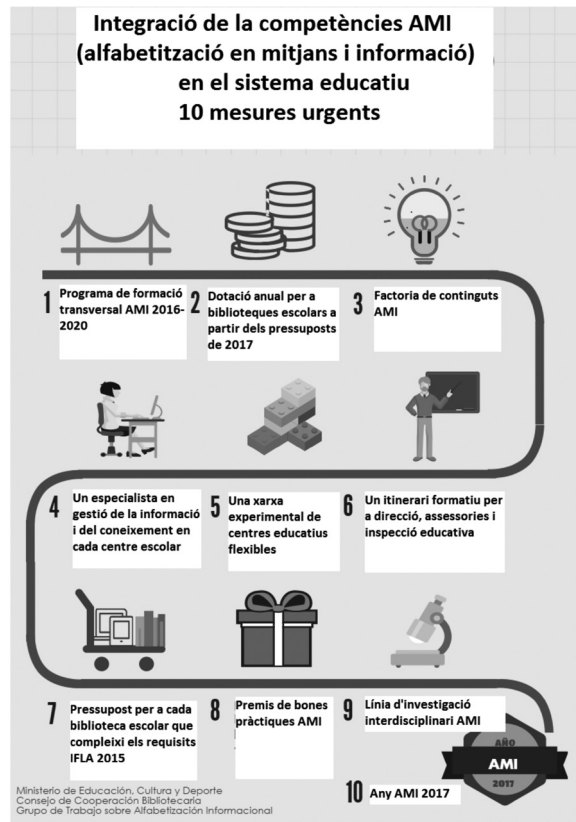 Integració de la competències AMI
(alfabetització en mitjans i informació)
en el sistema educatiu
10 mesures urgents
1 Programa de formació
transversal AMI 2016-
2020
2 Dotació anual per a
biblioteques escolars a
partir dels pressuposts
de 2017
3 Factoria de continguts
AMI
4 Un especialista en
gestió de la informació
i del coneixement en
cada centre escolar
5 Una xarxa
experimental de
centres educatius
flexibles
6 Un itinerari formatiu per
a direcció, assessories i
inspecció educativa
7 Pressupost per a cada
biblioteca escolar que
compleixi els requisits
IFLA 2015
8 Premis de bones
pràctiques AMI
9 Línia d'investigació
interdisciplinari AMI
10 Any AMI 2017
AÑO
AMI
2017
Ministerio de Educación, Cultura y Deporte
Consejo de Cooperación Bibliotecaria
Grupo de Trabajo sobre Alfabetización Informacional